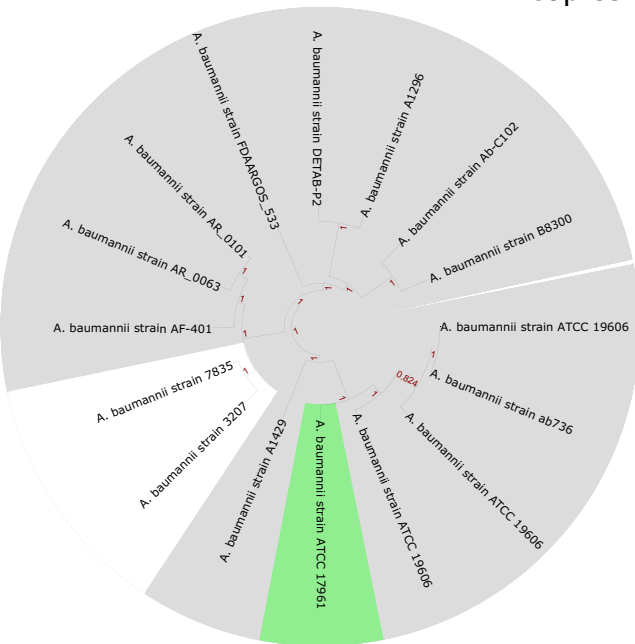 A. baumannii strain DETAB-P2
A. baumannii strain A1296
A. baumannii strain Ab-C102
A. baumannii strain B8300
A. baumannii strain ATCC 19606
A. baumannii strain ab736
A. baumannii strain ATCC 19606
A. baumannii strain ATCC 19606
A. baumannii strain ATCC 17961
A. baumannii strain A1429
A. baumannii strain 3207
A. baumannii strain 7835
A. baumannii strain AF-401
A. baumannii strain AR_0063
A. baumannii strain AR_0101
A. baumannii strain FDAARGOS_533
1
1
1
1
1
0.824
1
1
1
1
1
1
1
1
1